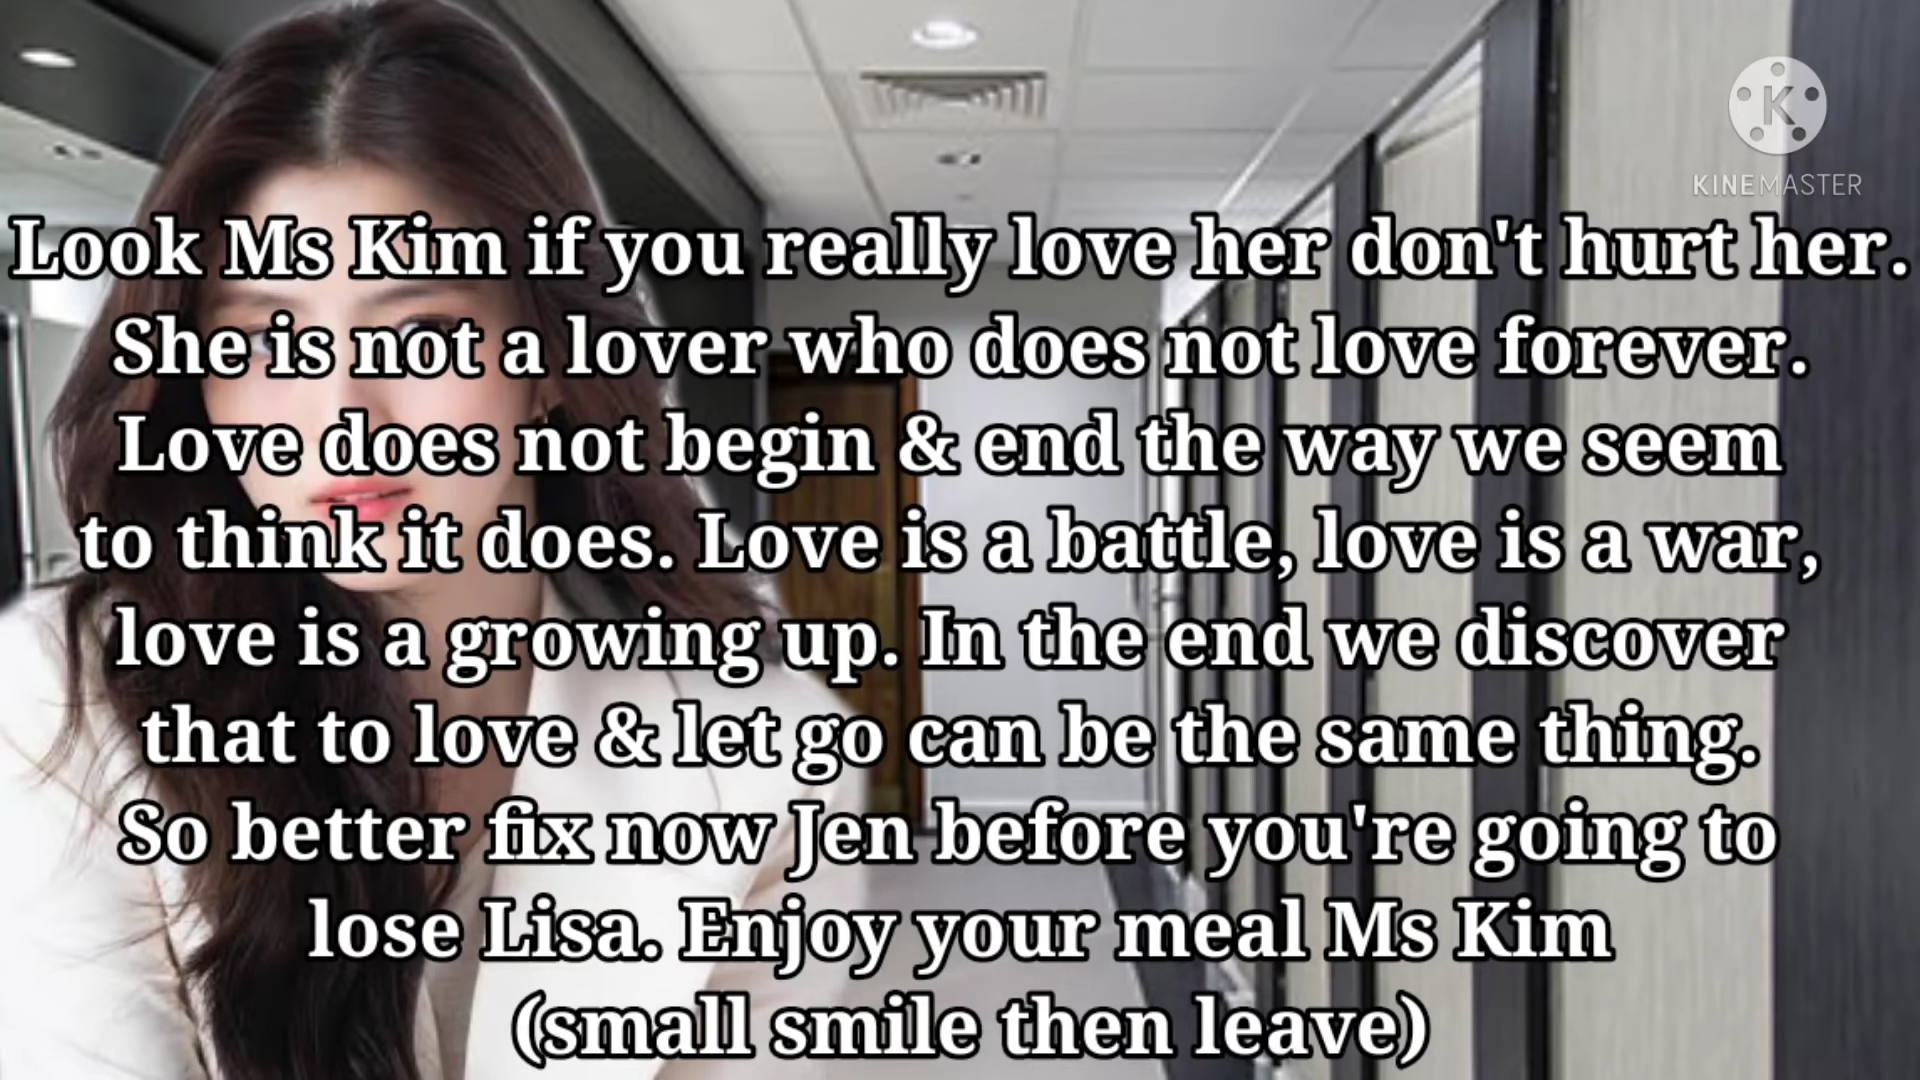 KINEMASTER
Look Ms Kim if you really love her don't hurt her.
She is not a lover who does not love forever.
Love does not begin & end the way we seem
to think it does. Love is a battle, love is a war,
love is a growing up. In the end we discover
that to love & let go can be the same thing.
So better fix now Jen before you're going to
lose Lisa. Enjoy your meal Ms Kim
(small smile then leave)